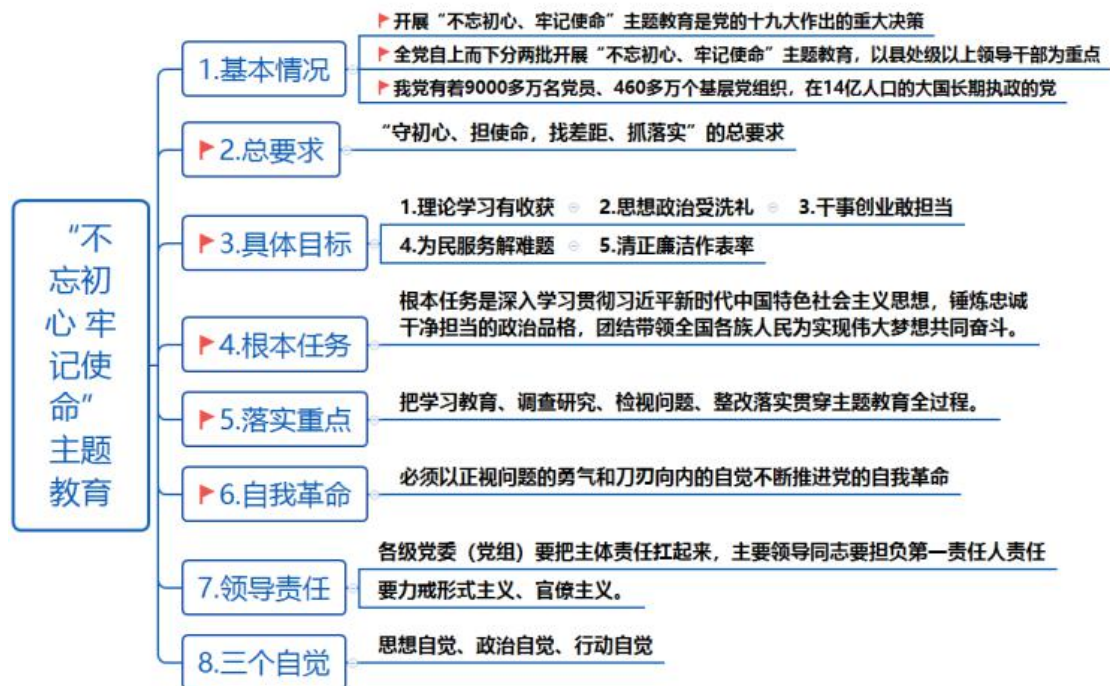 “不
忘初
心 牢
记使
命”
主题
教育
1.基本情况
开展“不忘初心、牢记使命”主题教育是党的十九大作出的重大决策
全党自上而下分两批开展“不忘初心、牢记使命”主题教育，以县处级以上领导干部为重点
我党有着9000多万名党员、460多万个基层党组织，在14亿人口的大国长期执政的党
2.总要求
“守初心、担使命，找差距、抓落实”的总要求
3.具体目标
1.理论学习有收获 2.思想政治受洗礼 3.干事创业敢担当
4.为民服务解难题 5.清正廉洁作表率
4.根本任务
根本任务是深入学习贯彻习近平新时代中国特色社会主义思想，锤炼忠诚
干净担当的政治品格，团结带领全国各族人民为实现伟大梦想共同奋斗。
5.落实重点
把学习教育、调查研究、检视问题、整改落实贯穿主题教育全过程。
6.自我革命
必须以正视问题的勇气和刀刃向内的自觉不断推进党的自我革命
7.领导责任
各级党委（党组）要把主体责任扛起来，主要领导同志要担负第一责任人责任
要力戒形式主义、官僚主义。
8.三个自觉
思想自觉、政治自觉、行动自觉